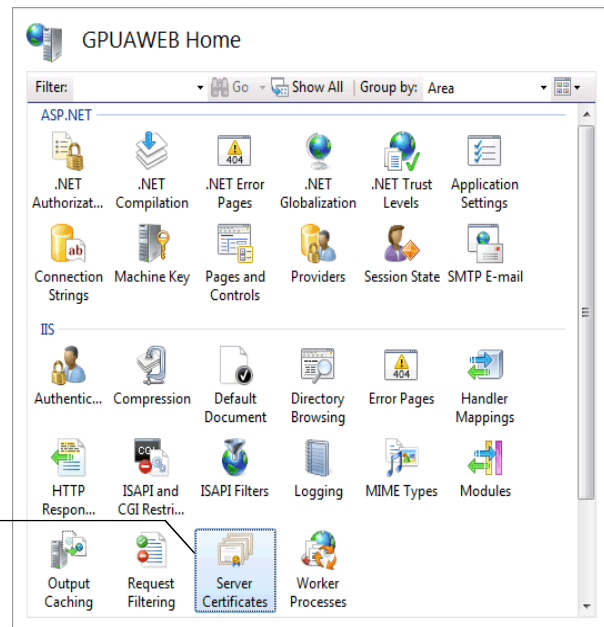 GPUAWEB Home
Filter: Go Show All Group by: Area
ASP.NET
.NET .NET .NET Error .NET .NET Trust Application
Authorizat... Compilation Pages Globalization Levels Settings
Connection Machine Key Pages and Providers Session State SMTP E-mail
Strings Controls
IIS
Authentic... Compression Default Directory Error Pages Handler
Document Browsing Mappings
HTTP ISAPI and ISAPI Filters Logging MIME Types Modules
Respon... CGI Restri...
Output Request Server Worker
Caching Filtering Certificates Processes